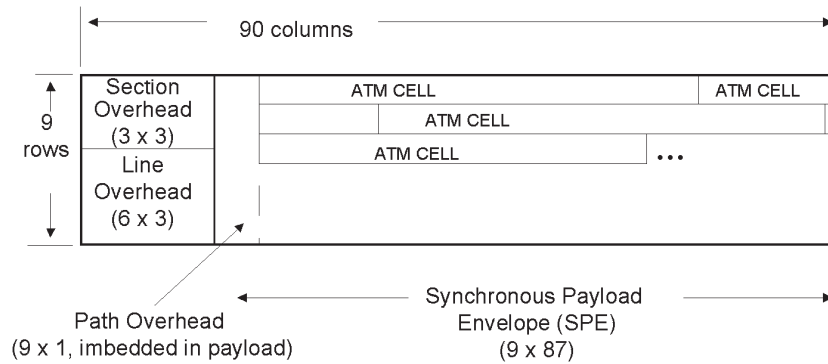 90 columns
Section
Overhead
(3 x 3)
9
rows
Line
Overhead
(6 x 3)
ATM CELL
ATM CELL
ATM CELL
ATM CELL
...
Path Overhead
(9 x 1, imbedded in payload)
Synchronous Payload
Envelope (SPE)
(9 x 87)